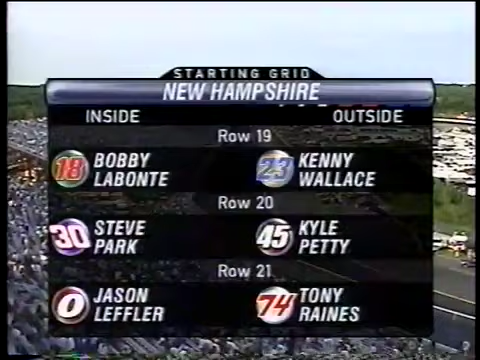 STARTING GRID
NEW HAMPSHIRE
INSIDE OUTSIDE
Row 19
18 BOBBY LABONTE
23 KENNY WALLACE
Row 20
30 STEVE PARK
45 KYLE PETTY
Row 21
0 JASON LEFFLER
74 TONY RAINES